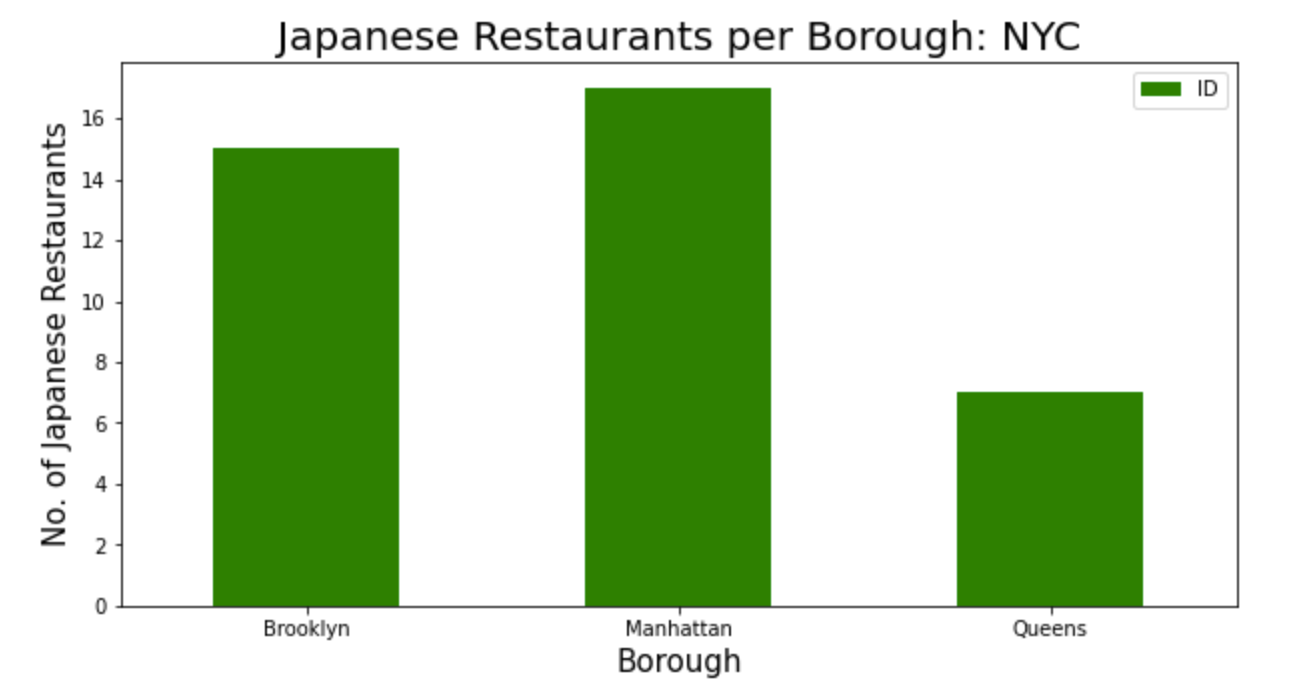 Japanese Restaurants per Borough: NYC
ID
No. of Japanese Restaurants
16
14
12
10
8
6
4
2
0
Brooklyn Manhattan Queens
Borough